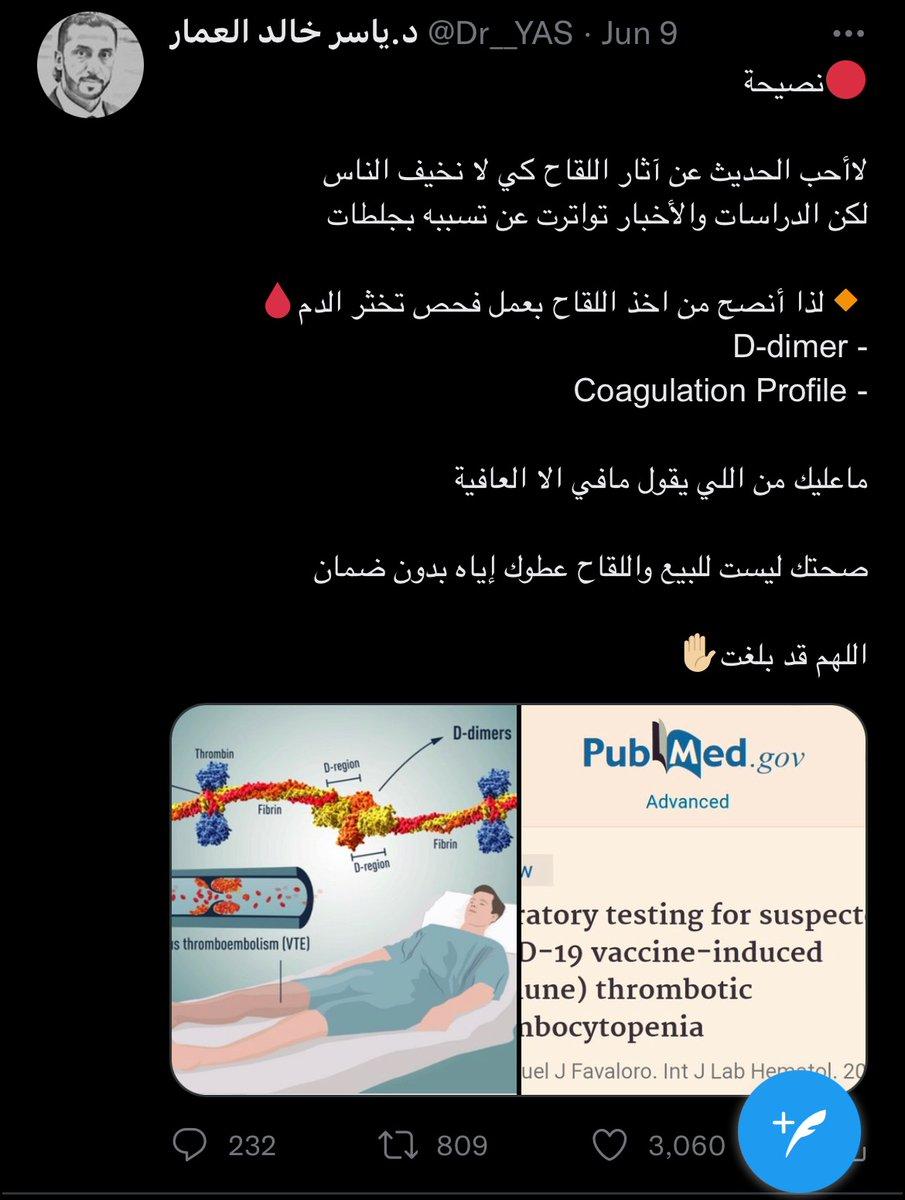 د.ياسر خالد العمار @Dr__YAS · Jun 9
🔴نصيحة
لاأحب الحديث عن آثار اللقاح كي لا نخيف الناس
لكن الدراسات والأخبار تواترت عن تسببه بجلطات
🔸لذا أنصح من اخذ اللقاح بعمل فحص تخثر الدم🩸
D-dimer -
Coagulation Profile -
ماعليك من اللي يقول مافي الا العافية
صحتك ليست للبيع واللقاح عطوك إياه بدون ضمان
اللهم قد بلغت✋🏼
D-dimers
Thrombin
D-region
Fibrin
Fibrin
D-region
s thromboembolism (VTE)
PubMed.gov
Advanced
W
ratory testing for suspect
D-19 vaccine-induced
une) thrombotic
mbocytopenia
uel J Favaloro. Int J Lab Hematol. 20
232 809 3,060